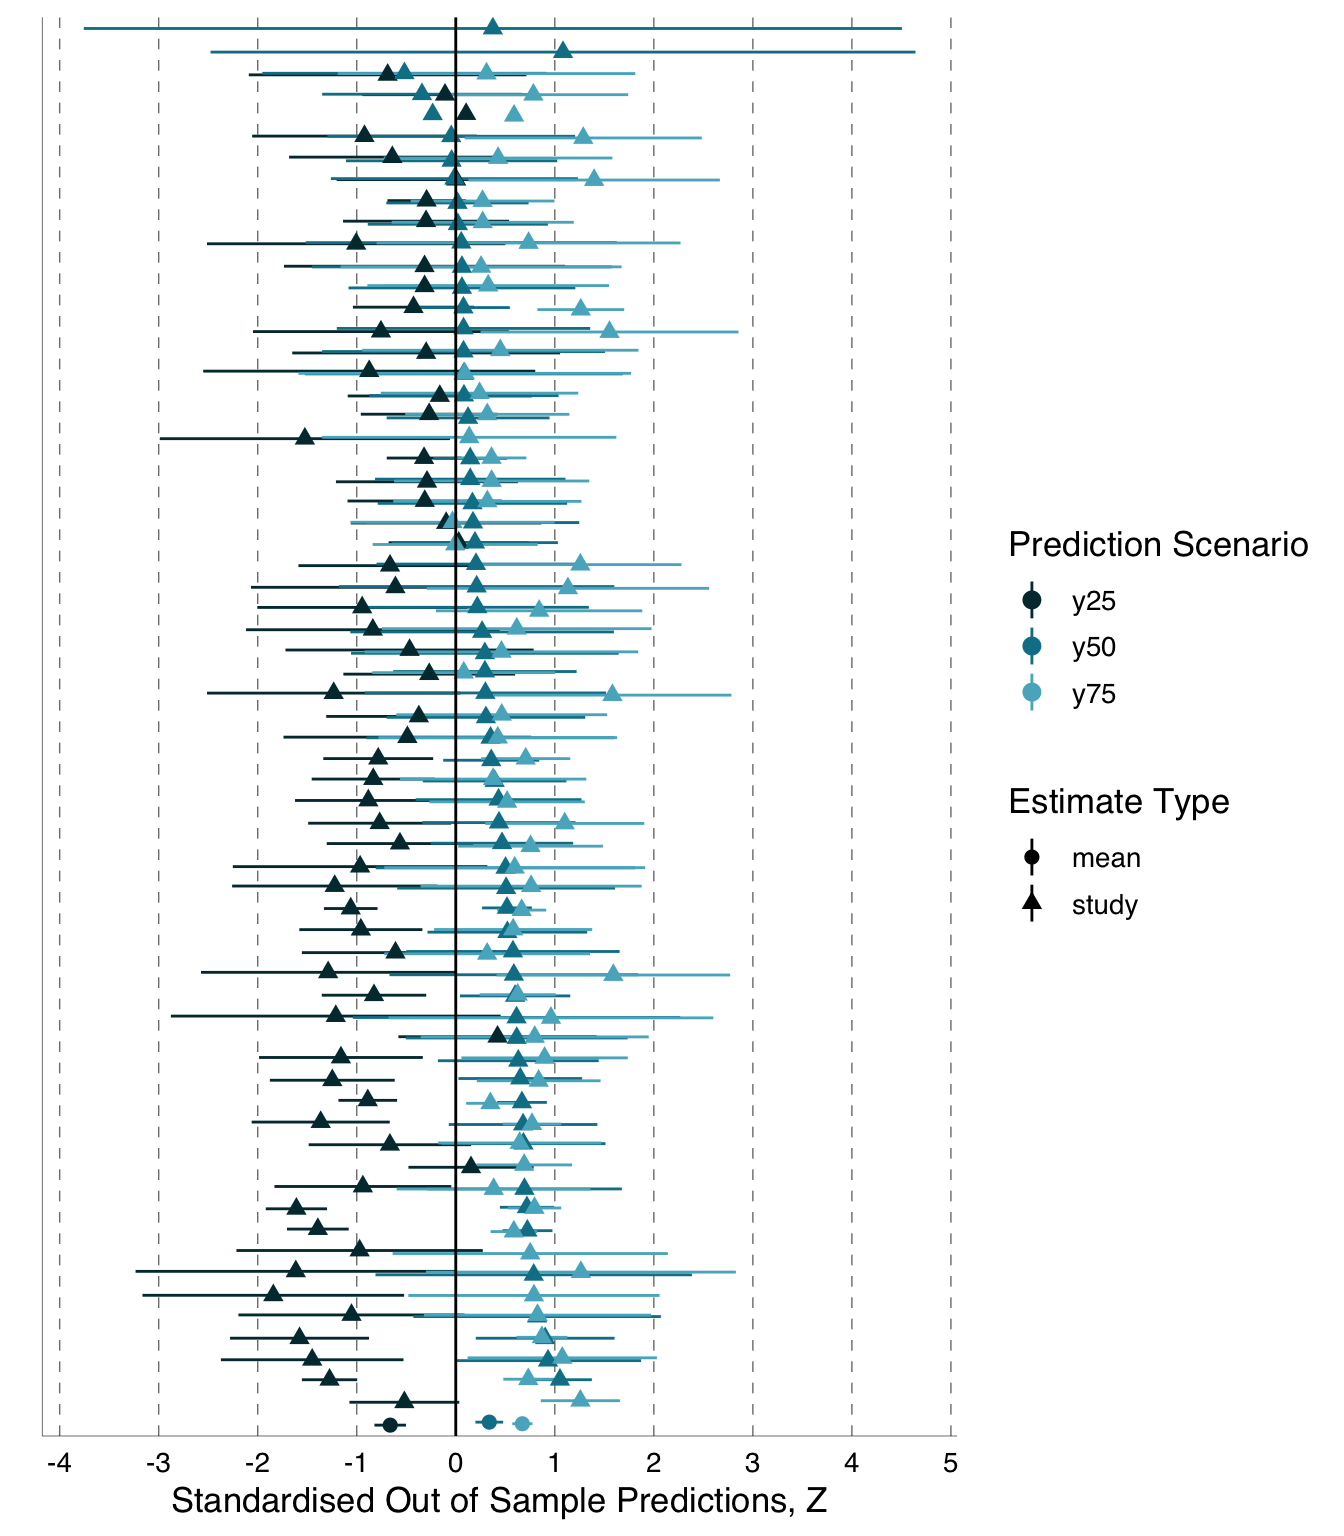 Prediction Scenario
y25
y50
y75
Estimate Type
mean
study
-4 -3 -2 -1 0 1 2 3 4 5
Standardised Out of Sample Predictions, Z